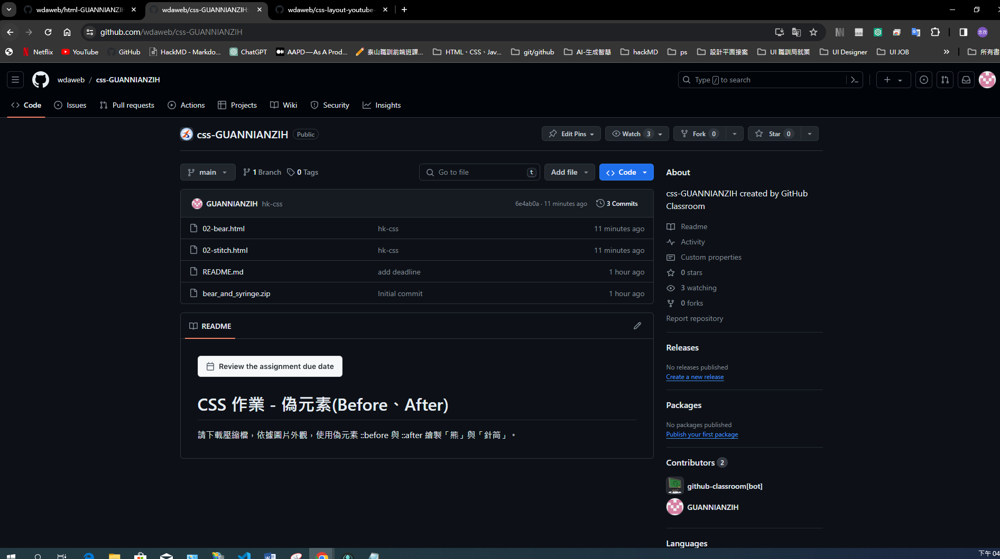 wdaweb/html-GUANNIANZIH
wdaweb/css-GUANNIANZIH:
wdaweb/css-layout-youtube-
github.com/wdaweb/css-GUANNIANZIH
念孜
Netflix
YouTube
GitHub
HackMD - Markdo...
ChatGPT
AAPD — As A Prod...
泰山職訓前端班課...
HTML、CSS、Jav...
git/github
AI-生成智慧
hackMD
ps
設計平面接案
UI 職訓局就業
UI Designer
UI JOB
所有書
wdaweb / css-GUANNIANZIH
Type / to search
Code
Issues
Pull requests
Actions
Projects
Wiki
Security
Insights
css-GUANNIANZIH Public
Edit Pins
Watch 3
Fork 0
Star 0
main
1 Branch
0 Tags
Go to file t
Add file
Code
GUANNIANZIH hk-css 6e4ab0a · 11 minutes ago 3 Commits
02-bear.html hk-css 11 minutes ago
02-stitch.html hk-css 11 minutes ago
README.md add deadline 1 hour ago
bear_and_syringe.zip Initial commit 1 hour ago
README
Review the assignment due date
CSS 作業 - 偽元素(Before、After)
請下載壓縮檔，依據圖片外觀，使用偽元素 ::before 與 ::after 繪製「熊」與「針筒」。
About
css-GUANNIANZIH created by GitHub
Classroom
Readme
Activity
Custom properties
0 stars
3 watching
0 forks
Report repository
Releases
No releases published
Create a new release
Packages
No packages published
Publish your first package
Contributors 2
github-classroom[bot]
GUANNIANZIH
Languages
下午 04